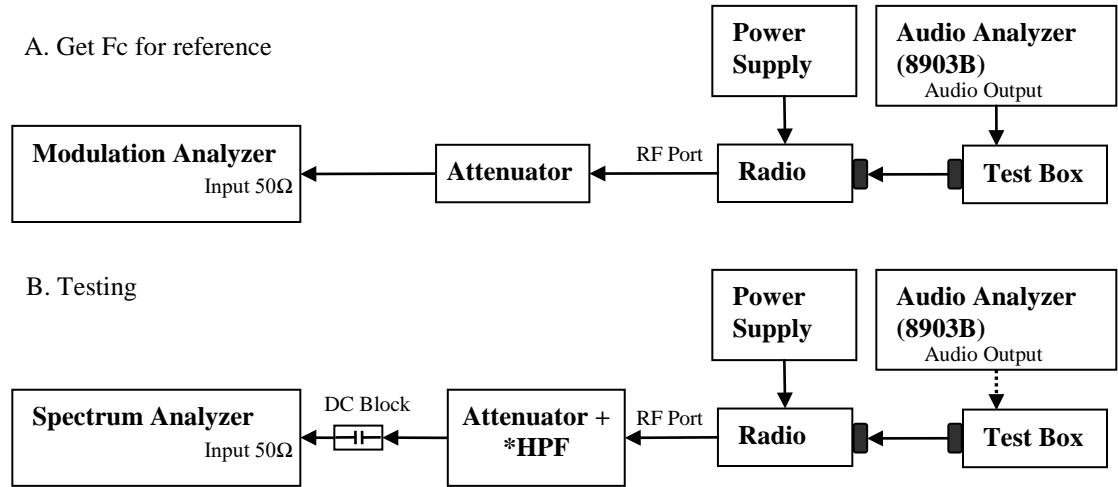 A. Get Fc for reference
Power
Supply
Audio Analyzer
(8903B)
Audio Output
Modulation Analyzer
Input 50Ω
Attenuator
RF Port
Radio
Test Box
B. Testing
Power
Supply
Audio Analyzer
(8903B)
Audio Output
Spectrum Analyzer
Input 50Ω
DC Block
Attenuator +
*HPF
RF Port
Radio
Test Box